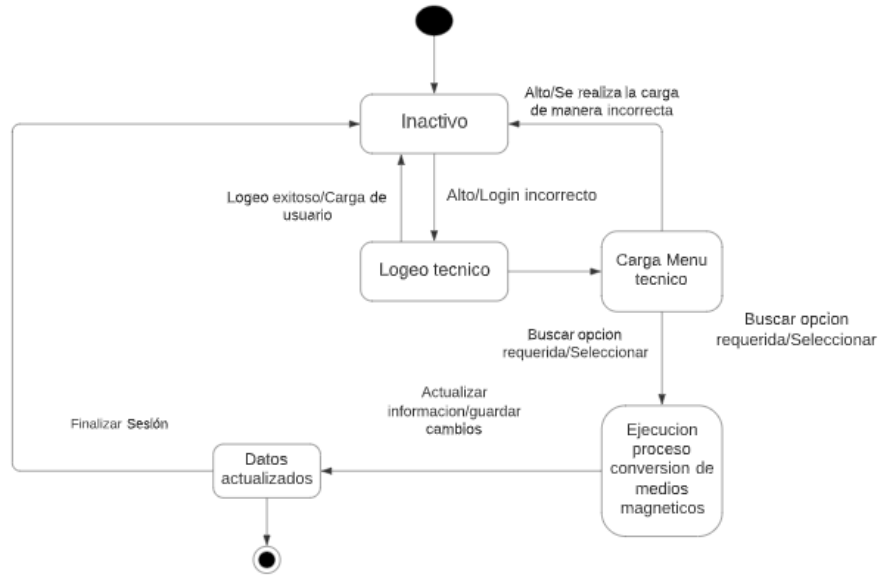 Alto/Se realiza la carga
de manera incorrecta
Inactivo
Logeo exitoso/Carga de
usuario
Alto/Login incorrecto
Logeo tecnico
Carga Menu
tecnico
Buscar opcion
requerida/Seleccionar
Buscar opcion
requerida/Seleccionar
Actualizar
informacion/guardar
cambios
Finalizar Sesión
Datos
actualizados
Ejecucion
proceso
conversion de
medios
magneticos